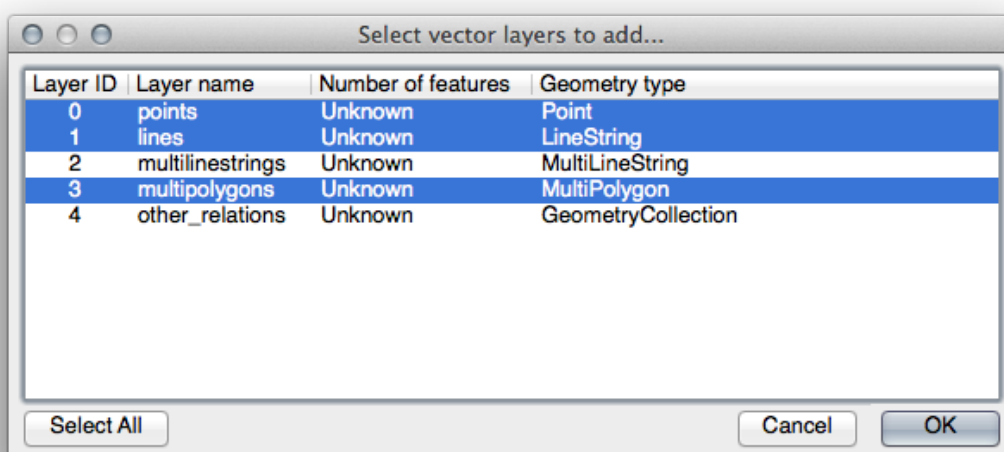 Select vector layers to add...
Layer ID Layer name Number of features Geometry type
0 points Unknown Point
1 lines Unknown LineString
2 multilinestrings Unknown MultiLineString
3 multipolygons Unknown MultiPolygon
4 other_relations Unknown GeometryCollection
Select All Cancel OK